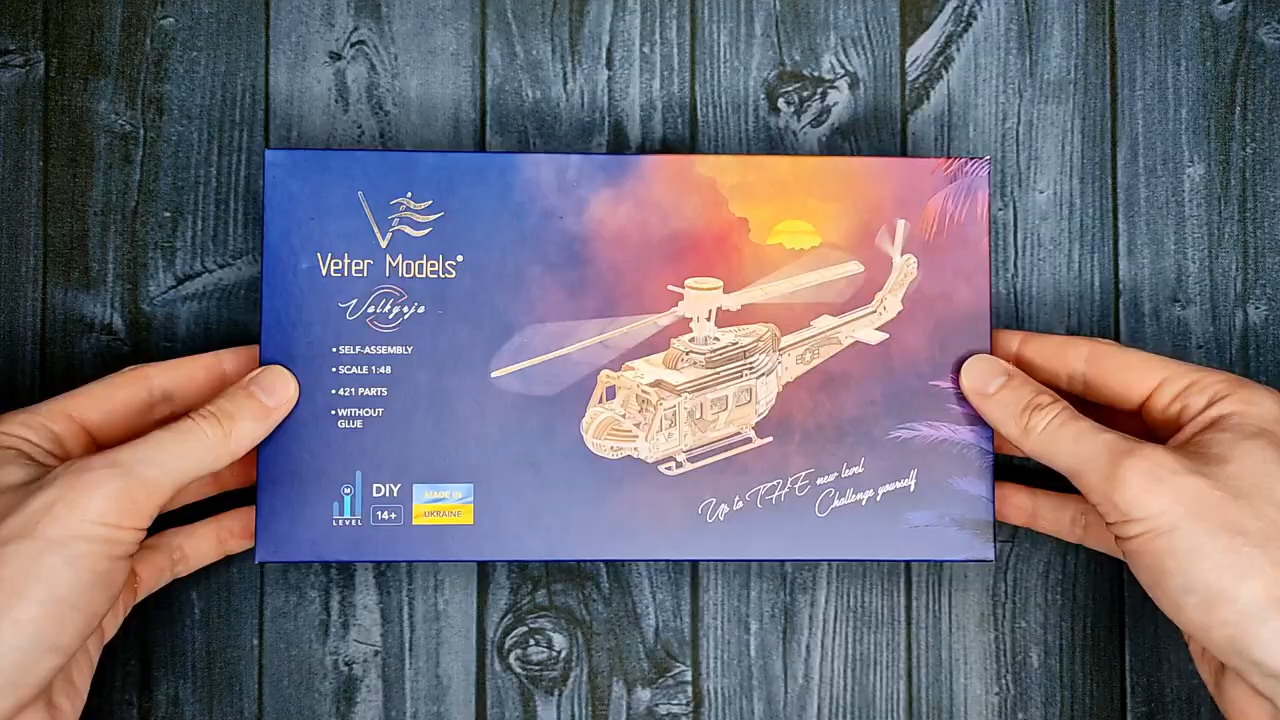 Veter Models®
Valkyrja
• SELF-ASSEMBLY
• SCALE 1:48
• 421 PARTS
• WITHOUT
GLUE
M
LEVEL
DIY
14+
MADE IN
UKRAINE
Up to THE new level
Challenge yourself